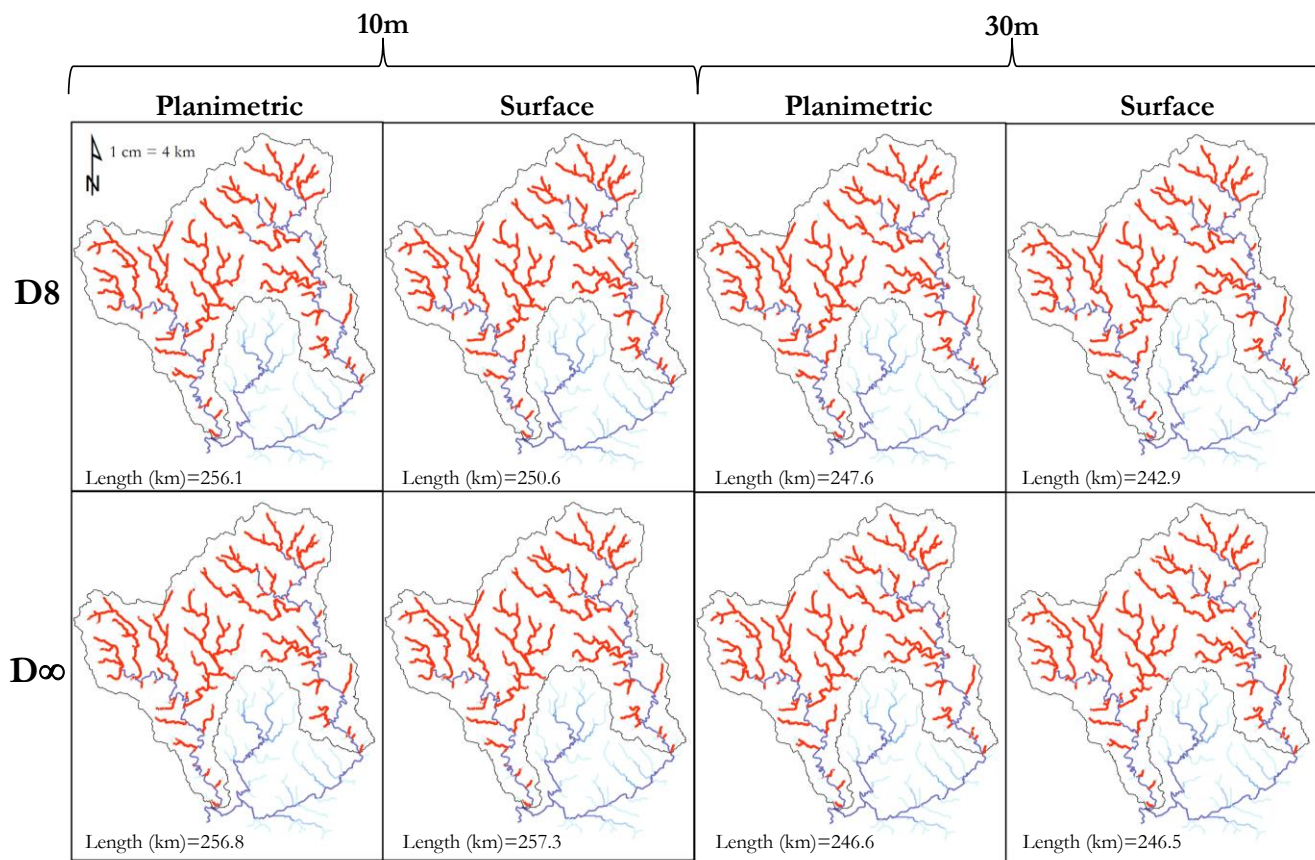 10m 30m
Planimetric Surface Planimetric Surface
1 cm = 4 km
N
D8
Length (km)=256.1 Length (km)=250.6 Length (km)=247.6 Length (km)=242.9
D∞
Length (km)=256.8 Length (km)=257.3 Length (km)=246.6 Length (km)=246.5